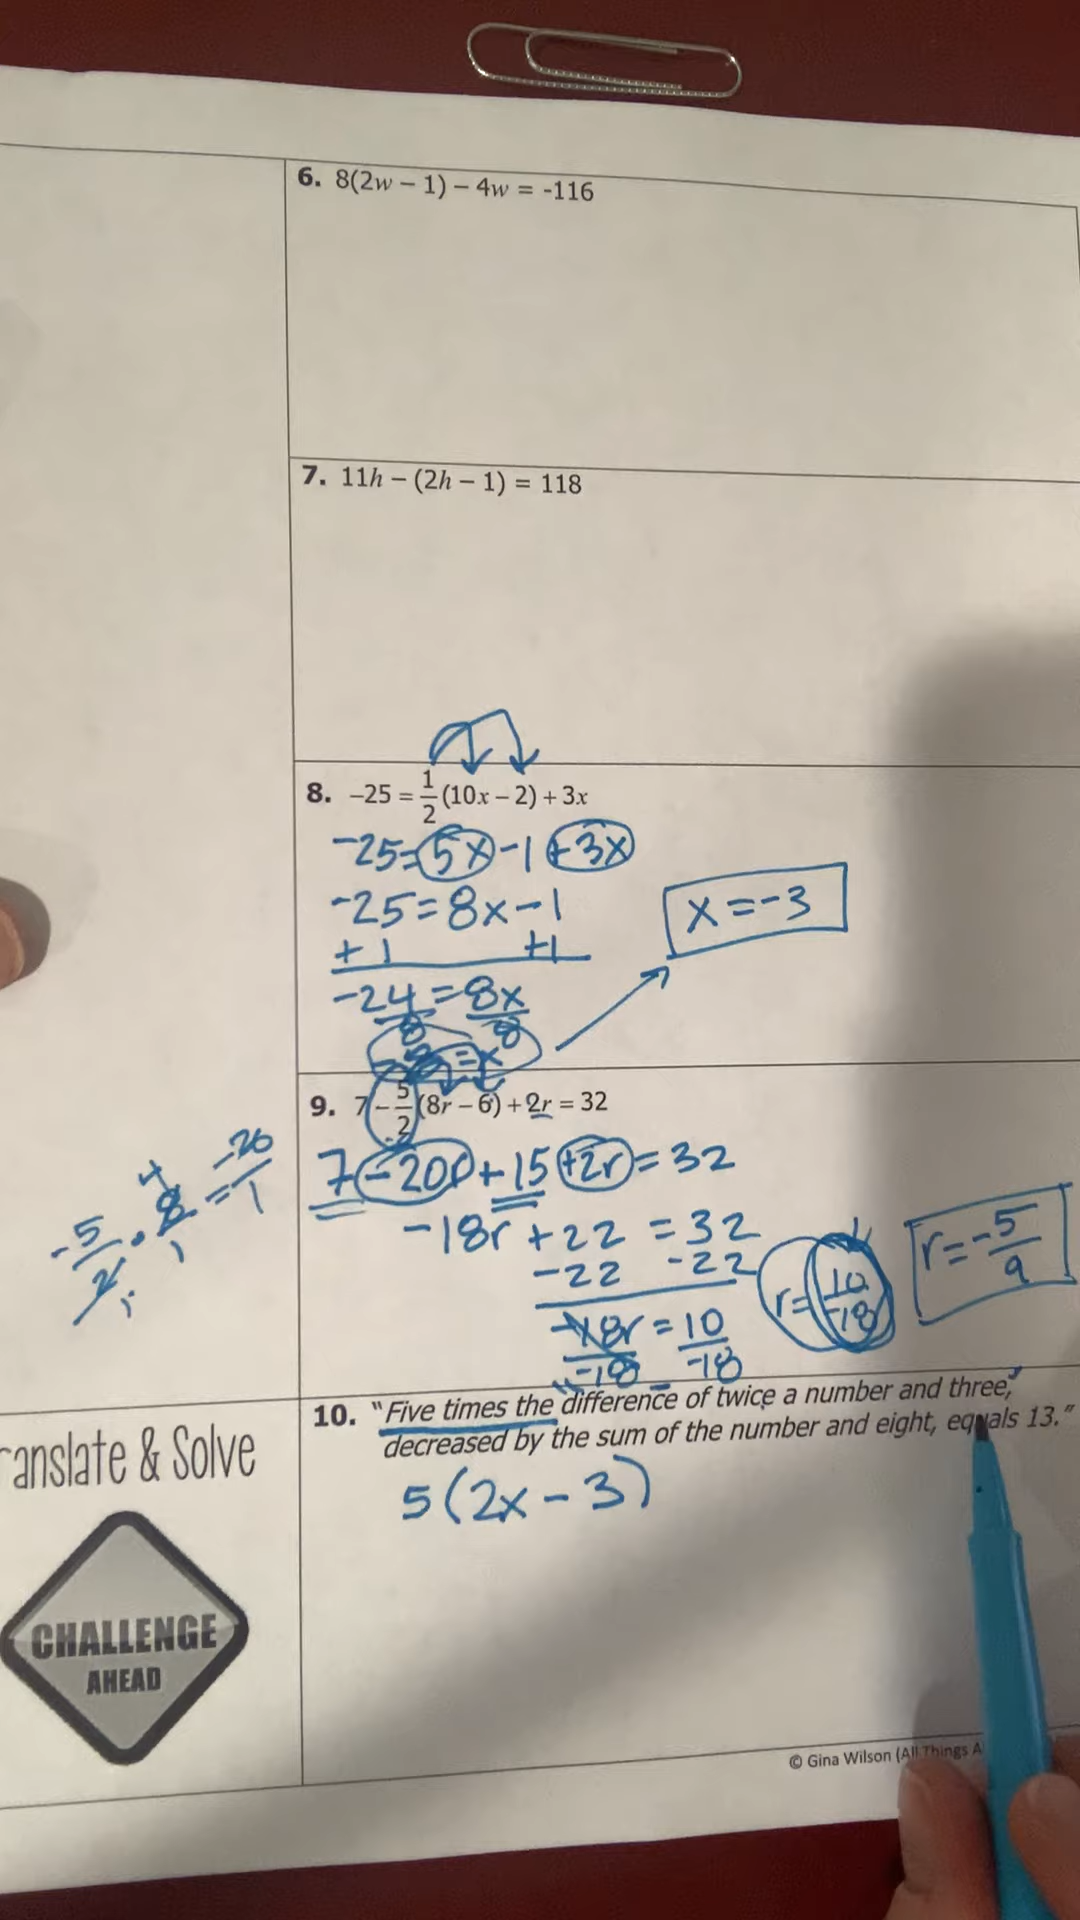 6. 8(2w – 1) – 4w = -116
7. 11h – (2h – 1) = 118
8. –25 = 1/2 (10x – 2) + 3x
-25=5x-1+3x
-25=8x-1
+1 +1
-24/8=8x/8
=x
x=-3
9. 7 – 5/2 (8r – 6) + 2r = 32
7-20r+15+2r=32
-18r+22=32
-22 -22
-18r/-18=10/-18
r=10/-18
r=-5/9
-5/2 · 8/1 = -20/1
4
1
Translate & Solve
CHALLENGE
AHEAD
10. "Five times the difference of twice a number and three,
decreased by the sum of the number and eight, equals 13."
5(2x-3)
© Gina Wilson (All Things A